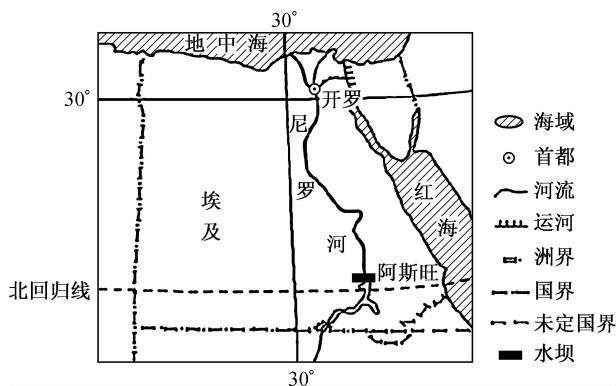 30°
地中海
30°
开罗
尼
罗
河
埃
及
红
海
阿斯旺
北回归线
30°
海域
首都
河流
运河
洲界
国界
未定国界
水坝